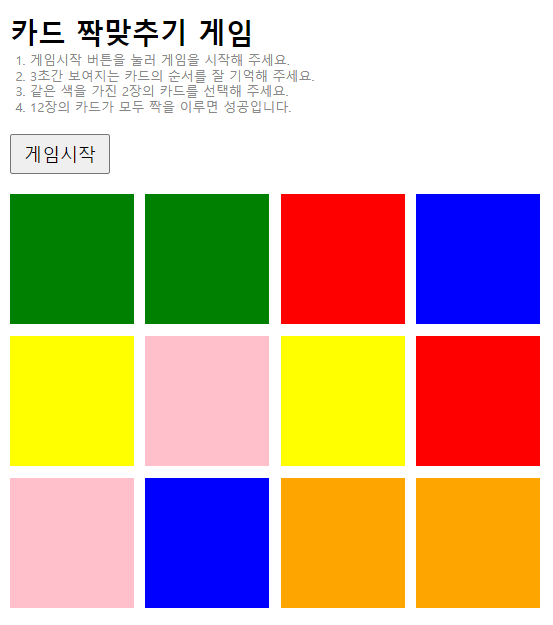 카드 짝맞추기 게임
1. 게임시작 버튼을 눌러 게임을 시작해 주세요.
2. 3초간 보여지는 카드의 순서를 잘 기억해 주세요.
3. 같은 색을 가진 2장의 카드를 선택해 주세요.
4. 12장의 카드가 모두 짝을 이루면 성공입니다.
게임시작